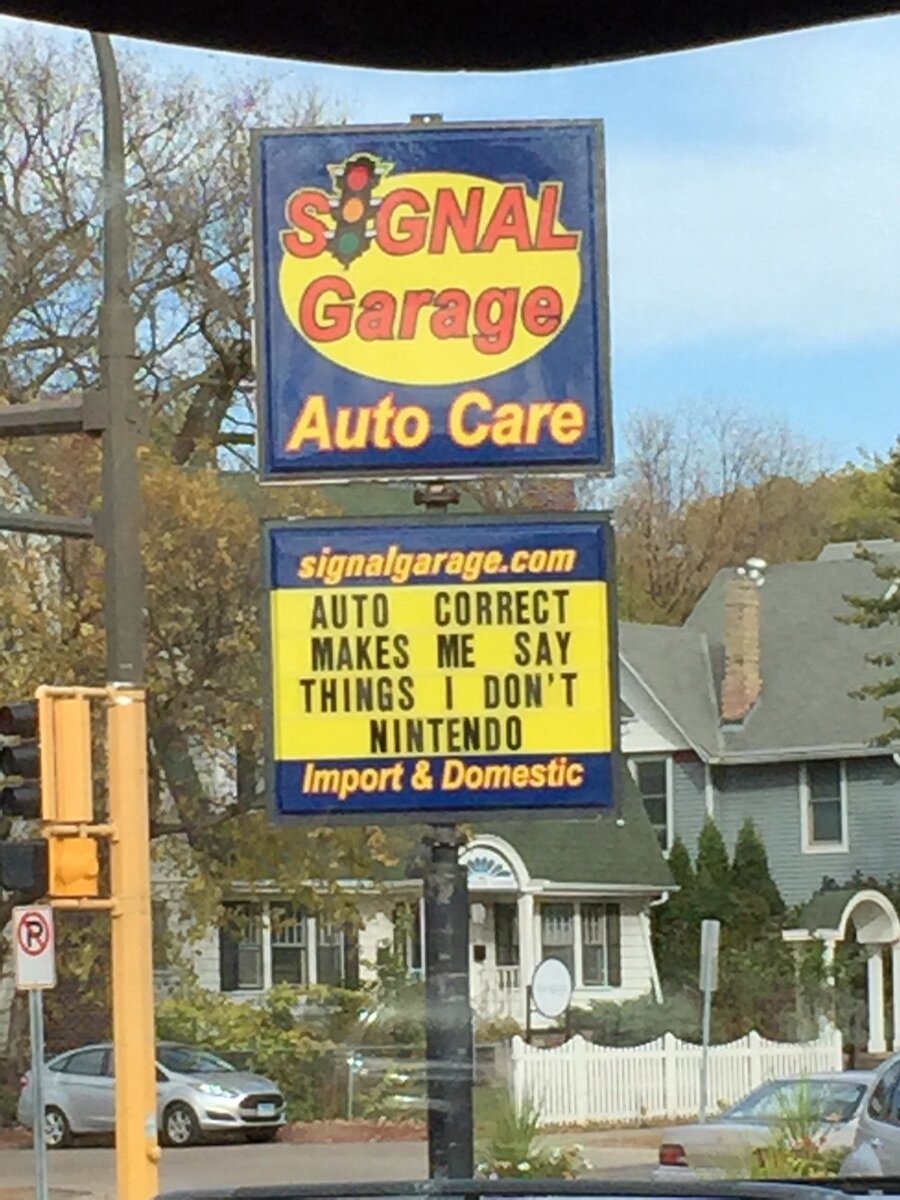 SIGNAL
Garage
Auto Care
signalgarage.com
AUTO CORRECT
MAKES ME SAY
THINGS I DON'T
NINTENDO
Import & Domestic
P